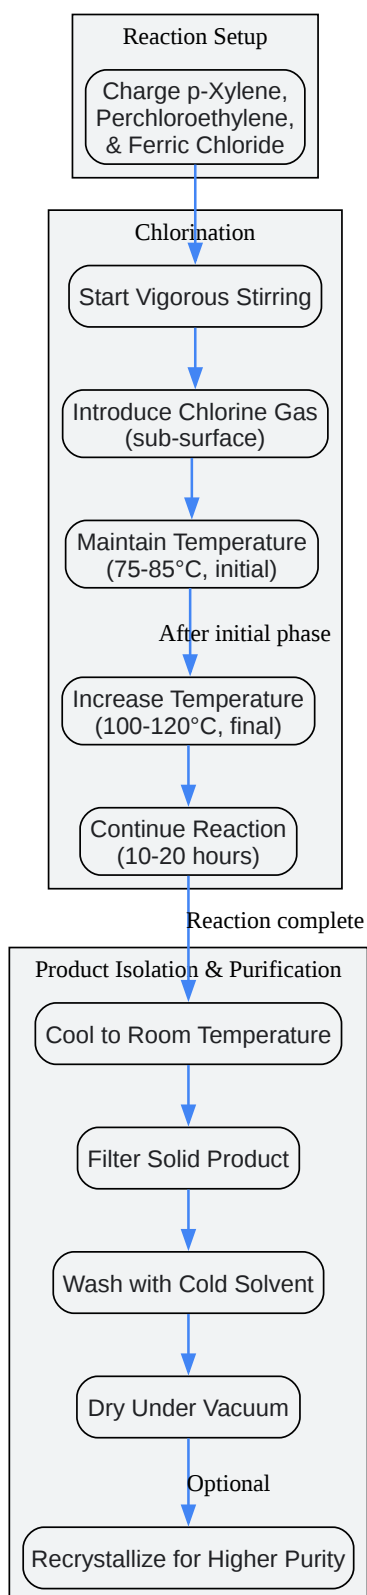 Reaction Setup
Charge p-Xylene,
Perchloroethylene,
& Ferric Chloride
Chlorination
Start Vigorous Stirring
Introduce Chlorine Gas
(sub-surface)
Maintain Temperature
(75-85°C, initial)
After initial phase
Increase Temperature
(100-120°C, final)
Continue Reaction
(10-20 hours)
Reaction complete
Product Isolation & Purification
Cool to Room Temperature
Filter Solid Product
Wash with Cold Solvent
Dry Under Vacuum
Optional
Recrystallize for Higher Purity